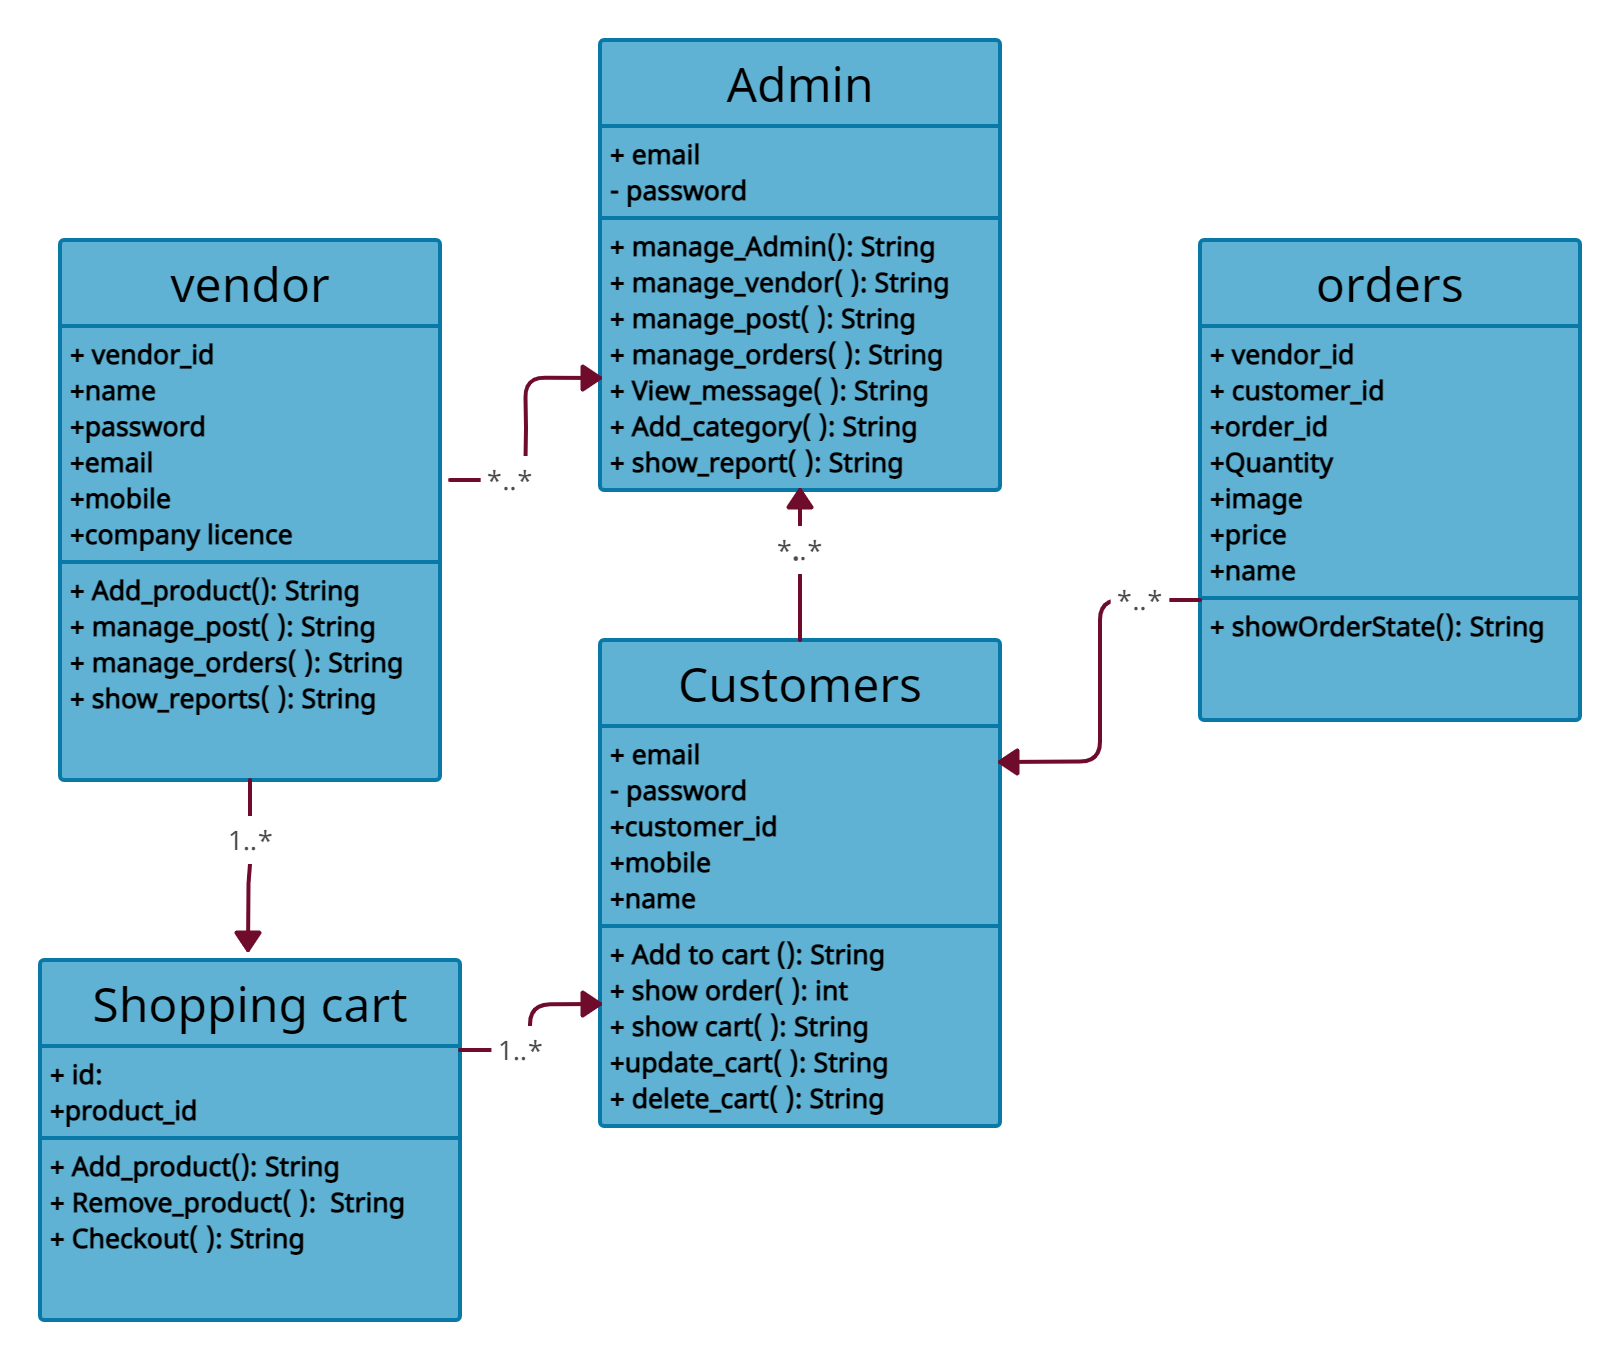 Admin
+ email
- password
+ manage_Admin(): String
+ manage_vendor( ): String
+ manage_post( ): String
+ manage_orders( ): String
+ View_message( ): String
+ Add_category( ): String
+ show_report( ): String
vendor
+ vendor_id
+name
+password
+email
+mobile
+company licence
+ Add_product(): String
+ manage_post( ): String
+ manage_orders( ): String
+ show_reports( ): String
*..*
*..*
orders
+ vendor_id
+ customer_id
+order_id
+Quantity
+image
+price
+name
+ showOrderState(): String
*..*
Customers
+ email
- password
+customer_id
+mobile
+name
+ Add to cart (): String
+ show order( ): int
+ show cart( ): String
+update_cart( ): String
+ delete_cart( ): String
1..*
Shopping cart
+ id:
+product_id
+ Add_product(): String
+ Remove_product( ):  String
+ Checkout( ): String
1..*